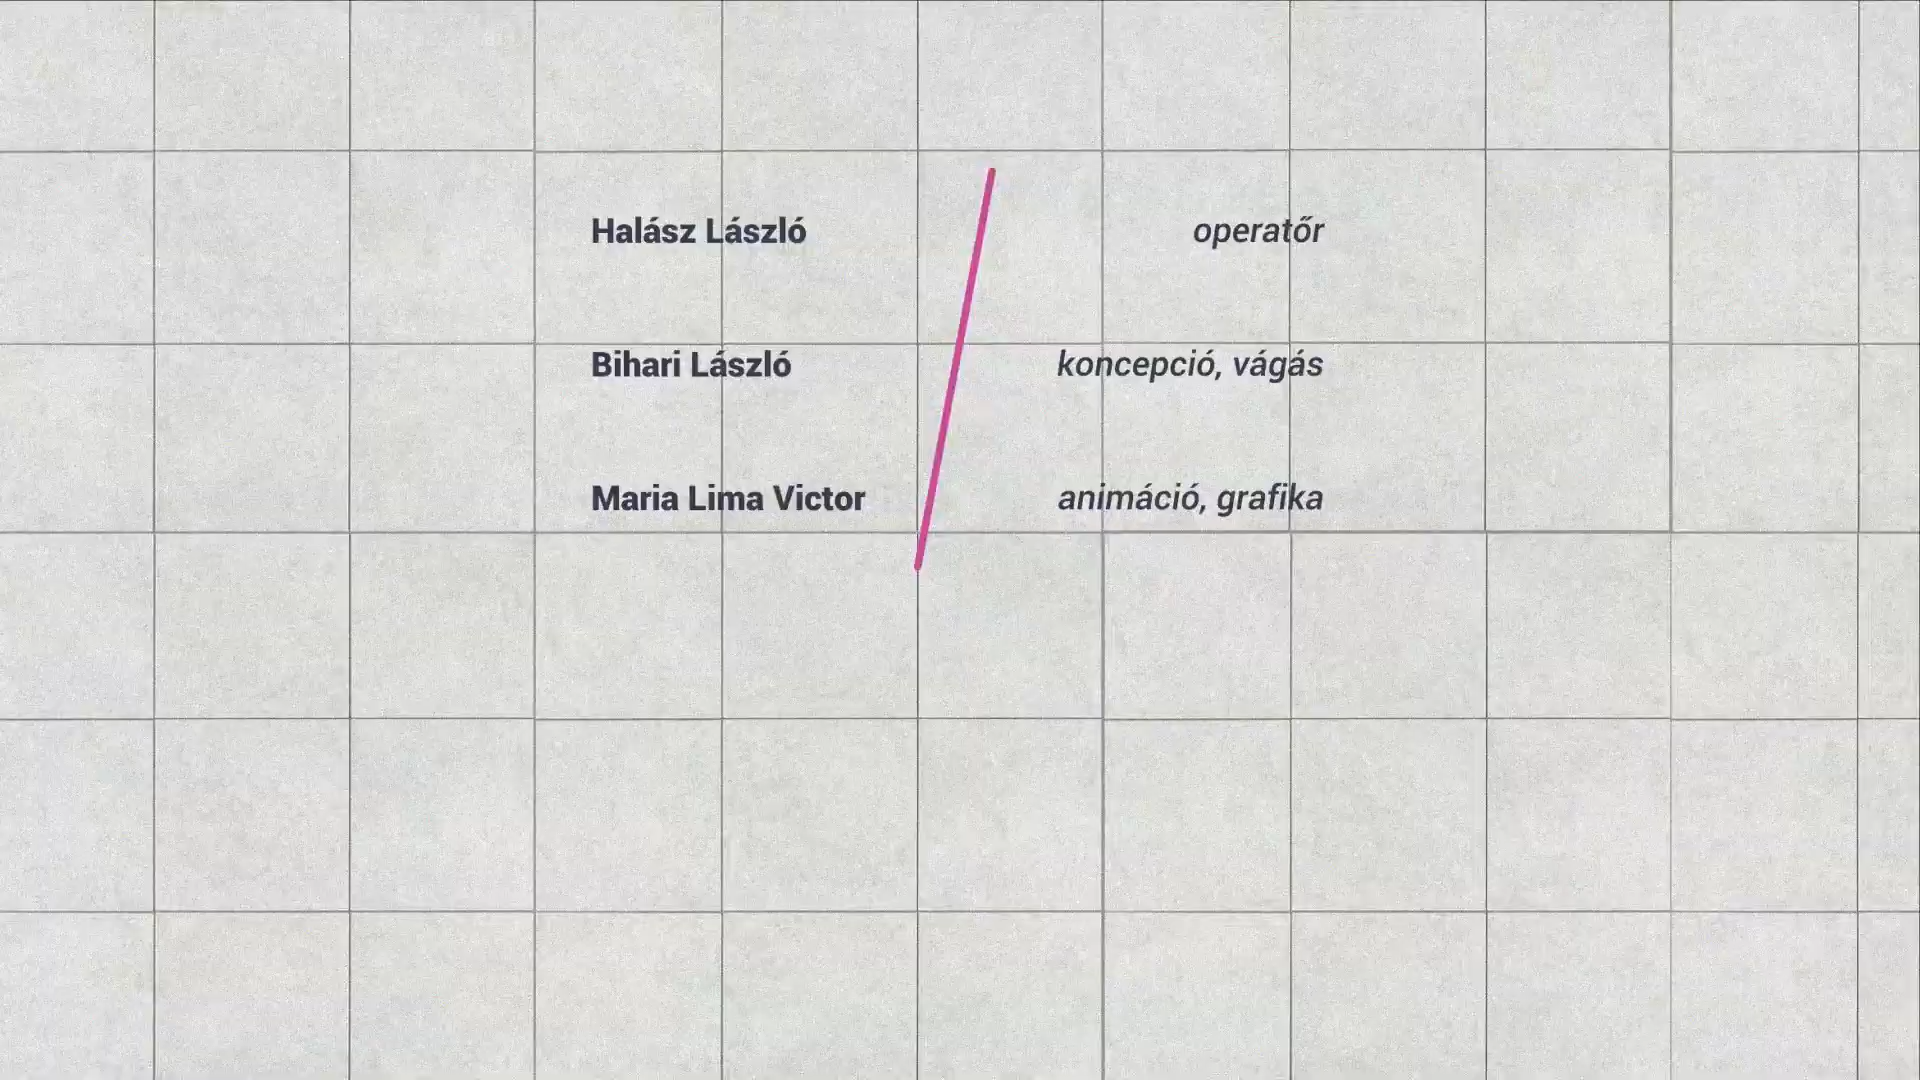 Halász László operatőr
Bihari László koncepció, vágás
Maria Lima Victor animáció, grafika